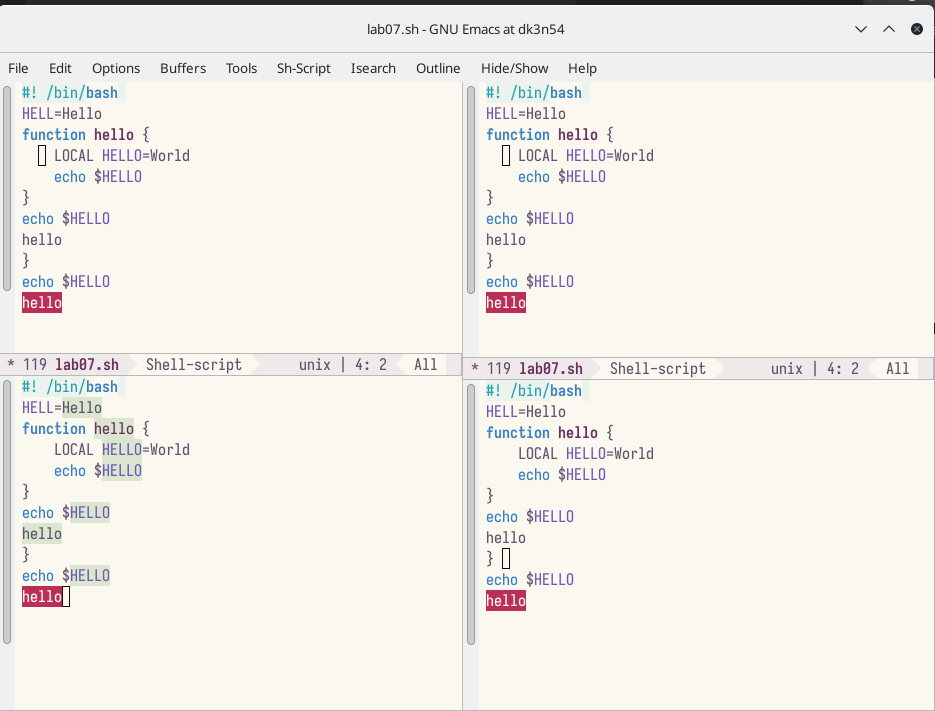 lab07.sh - GNU Emacs at dk3n54
File Edit Options Buffers Tools Sh-Script Isearch Outline Hide/Show Help
#! /bin/bash
HELL=Hello
function hello {
    LOCAL HELLO=World
    echo $HELLO
}
echo $HELLO
hello
}
echo $HELLO
hello
* 119 lab07.sh Shell-script unix | 4: 2 All
#! /bin/bash
HELL=Hello
function hello {
    LOCAL HELLO=World
    echo $HELLO
}
echo $HELLO
hello
}
echo $HELLO
hello
* 119 lab07.sh Shell-script unix | 4: 2 All
#! /bin/bash
HELL=Hello
function hello {
    LOCAL HELLO=World
    echo $HELLO
}
echo $HELLO
hello
}
echo $HELLO
hello
#! /bin/bash
HELL=Hello
function hello {
    LOCAL HELLO=World
    echo $HELLO
}
echo $HELLO
hello
}
echo $HELLO
hello